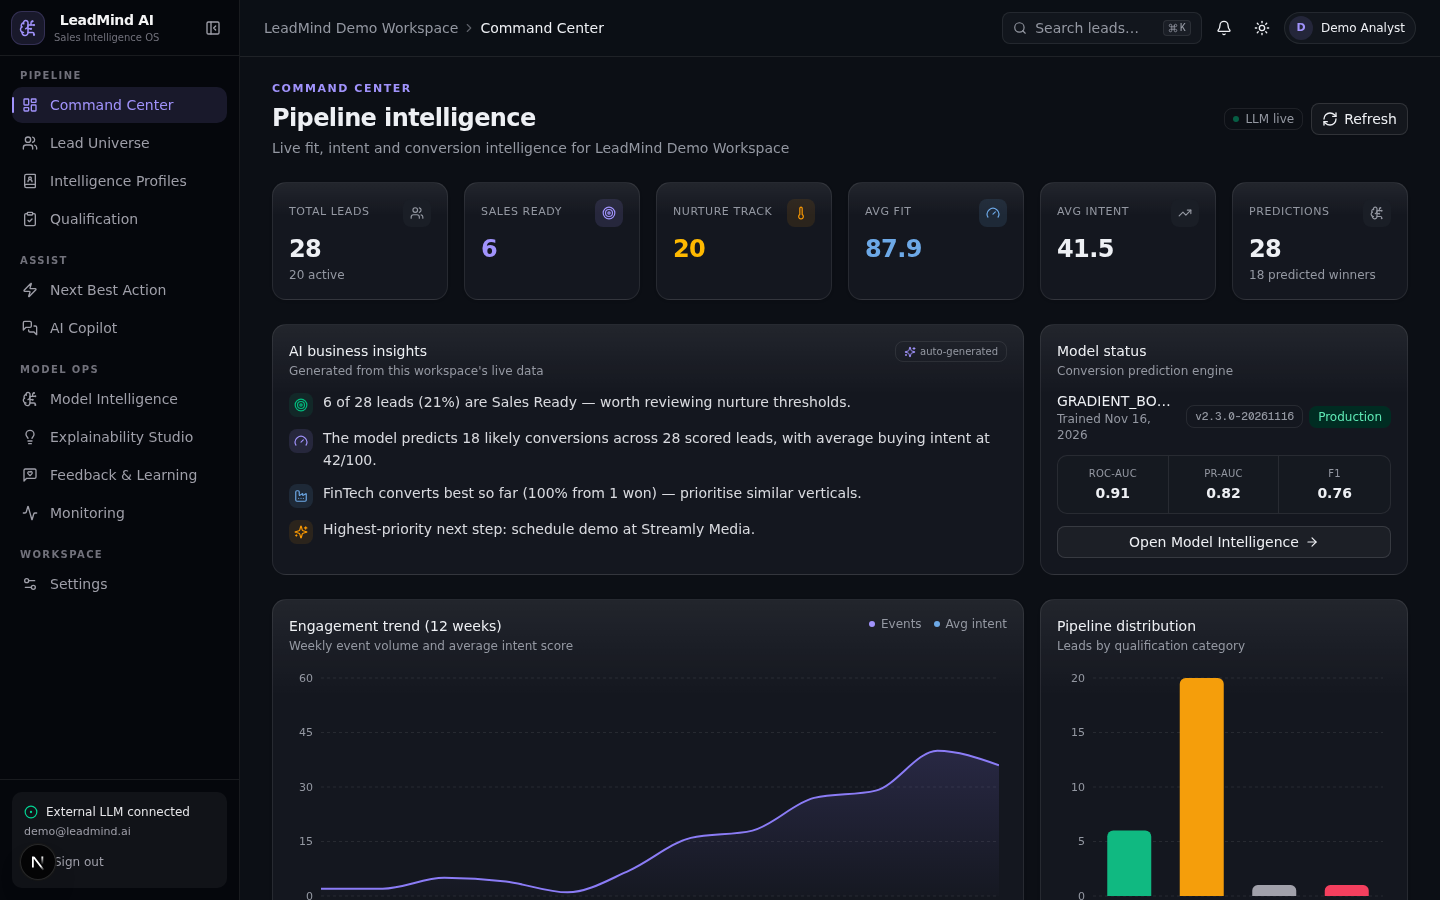 LeadMind AI
Sales Intelligence OS
PIPELINE
Command Center
Lead Universe
Intelligence Profiles
Qualification
ASSIST
Next Best Action
AI Copilot
MODEL OPS
Model Intelligence
Explainability Studio
Feedback & Learning
Monitoring
WORKSPACE
Settings
External LLM connected
demo@leadmind.ai
N
Sign out
LeadMind Demo Workspace > Command Center
Search leads...
⌘K
D
Demo Analyst
COMMAND CENTER
Pipeline intelligence
Live fit, intent and conversion intelligence for LeadMind Demo Workspace
LLM live
Refresh
TOTAL LEADS
28
20 active
SALES READY
6
NURTURE TRACK
20
AVG FIT
87.9
AVG INTENT
41.5
PREDICTIONS
28
18 predicted winners
AI business insights
Generated from this workspace's live data
auto-generated
6 of 28 leads (21%) are Sales Ready — worth reviewing nurture thresholds.
The model predicts 18 likely conversions across 28 scored leads, with average buying intent at
42/100.
FinTech converts best so far (100% from 1 won) — prioritise similar verticals.
Highest-priority next step: schedule demo at Streamly Media.
Model status
Conversion prediction engine
GRADIENT_BO...
Trained Nov 16,
2026
v2.3.0-20261116
Production
ROC-AUC
0.91
PR-AUC
0.82
F1
0.76
Open Model Intelligence →
Engagement trend (12 weeks)
Weekly event volume and average intent score
Events
Avg intent
60
45
30
15
0
Pipeline distribution
Leads by qualification category
20
15
10
5
0